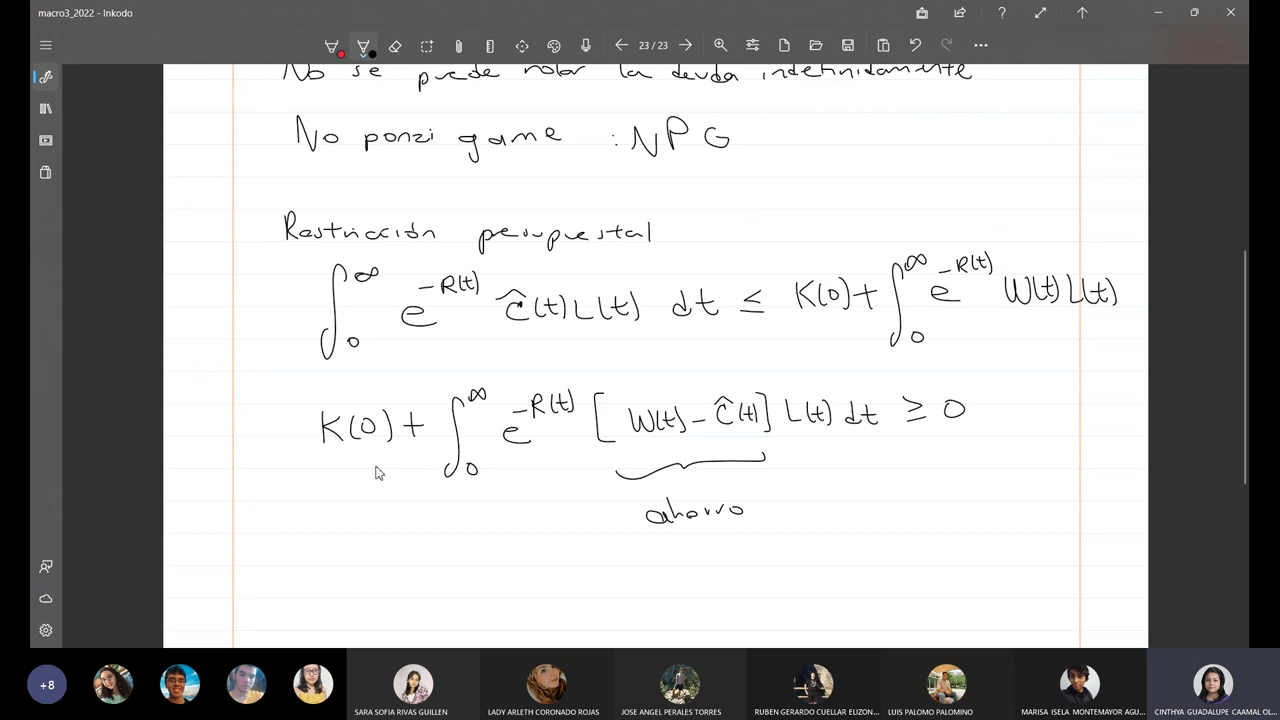 macro3_2022 - Inkodo
23 / 23
No se puede rolar la deuda indefinidamente
No ponzi game : NPG
Restricción presupuestal
∫₀^∞ e^{-R(t)} Ĉ(t)L(t) dt ≤ K(0)+ ∫₀^∞ e^{-R(t)} W(t)L(t)
K(0)+ ∫₀^∞ e^{-R(t)} [ W(t) - Ĉ(t)] L(t) dt ≥ 0
ahorro
+8
SARA SOFIA RIVAS GUILLEN
LADY ARLETH CORONADO ROJAS
JOSE ANGEL PERALES TORRES
RUBEN GERARDO CUELLAR ELIZON...
LUIS PALOMO PALOMINO
MARISA ISELA MONTEMAYOR AGU...
CINTHYA GUADALUPE CAAMAL OL...